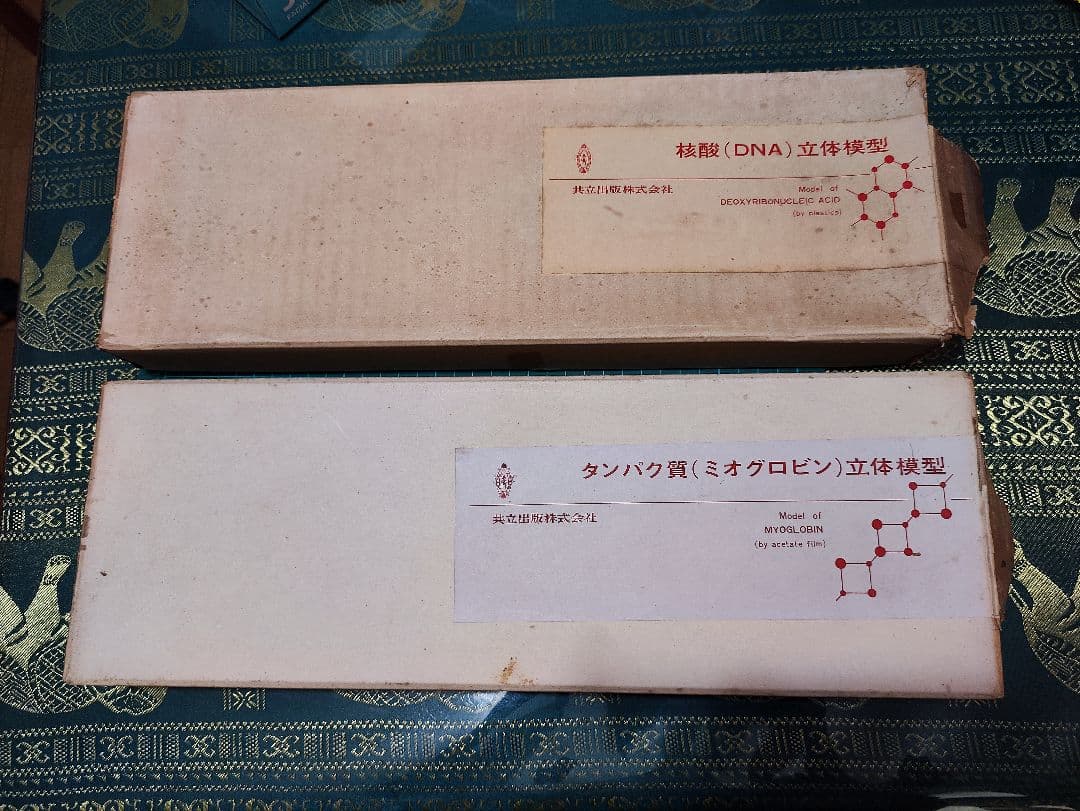 核酸(DNA)立体模型
共立出版株式会社
Model of
DEOXYRIBONUCLEIC ACID
(by plastics)
タンパク質(ミオグロビン)立体模型
共立出版株式会社
Model of
MYOGLOBIN
(by acetate film)